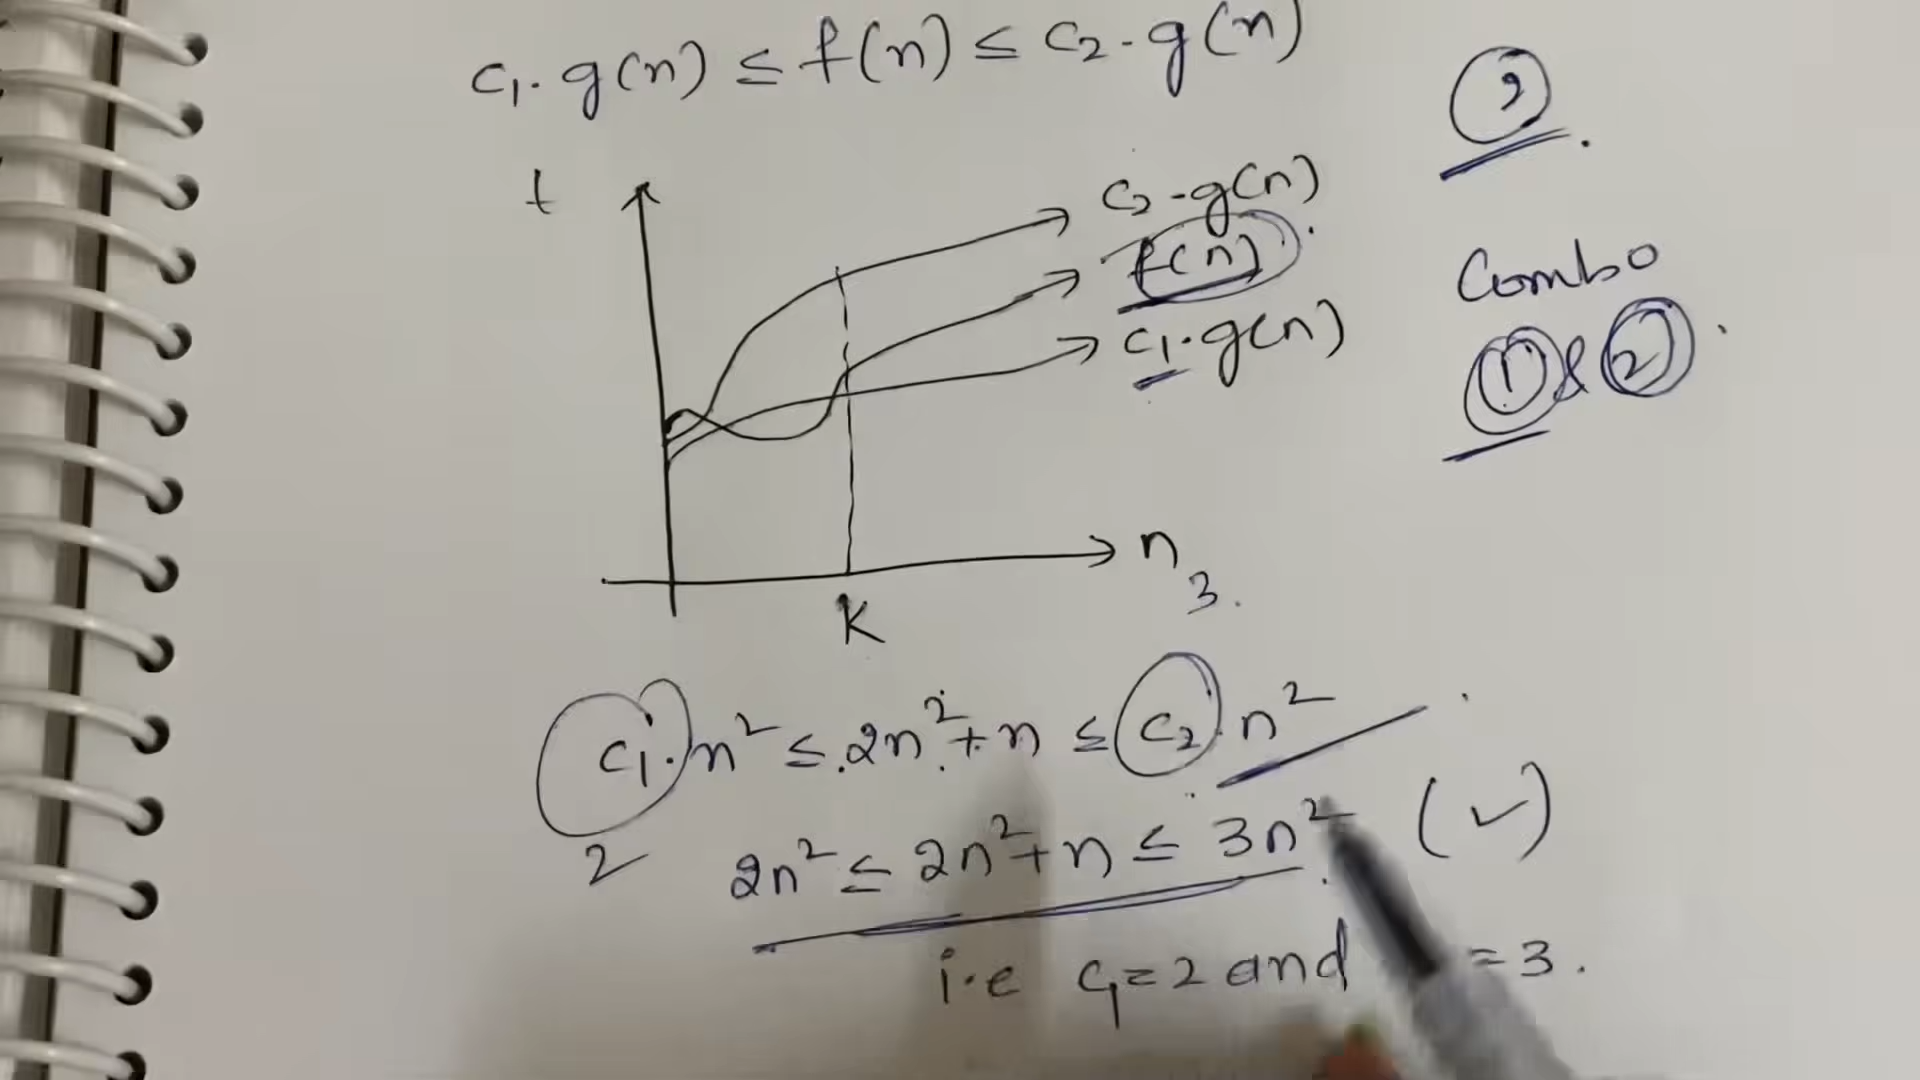 c₁.g(n) ≤ f(n) ≤ c₂-g(n)
t
c₂-g(n)
f(n)
c₁.g(n)
Combo
① & ②
n
3.
K
c₁.n² ≤ 2n²+n ≤ c₂.n²
2
2n² ≤ 2n²+n ≤ 3n² (✓)
i.e c₁=2 and =3.